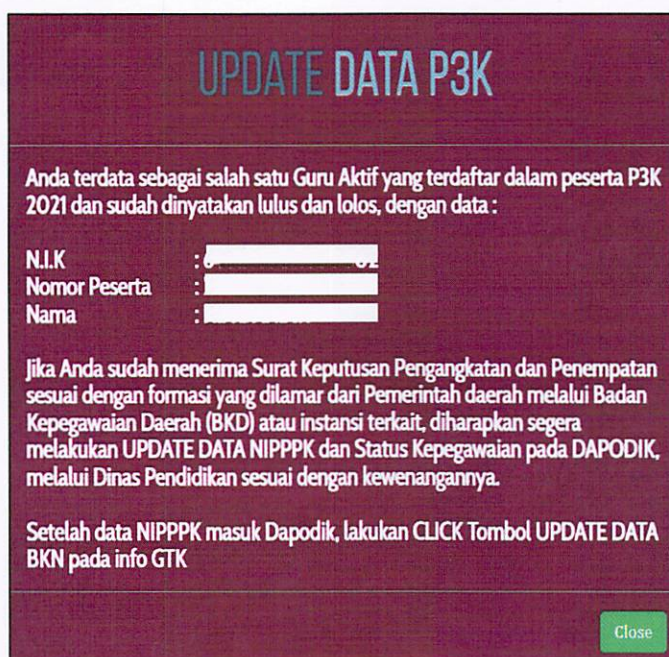 UPDATE DATA P3K
Anda terdata sebagai salah satu Guru Aktif yang terdaftar dalam peserta P3K
2021 dan sudah dinyatakan lulus dan lolos, dengan data :
N.I.K :
Nomor Peserta :
Nama :
Jika Anda sudah menerima Surat Keputusan Pengangkatan dan Penempatan
sesuai dengan formasi yang dilamar dari Pemerintah daerah melalui Badan
Kepegawaian Daerah (BKD) atau instansi terkait, diharapkan segera
melakukan UPDATE DATA NIPPPK dan Status Kepegawaian pada DAPODIK,
melalui Dinas Pendidikan sesuai dengan kewenangannya.
Setelah data NIPPPK masuk Dapodik, lakukan CLICK Tombol UPDATE DATA
BKN pada info GTK
Close